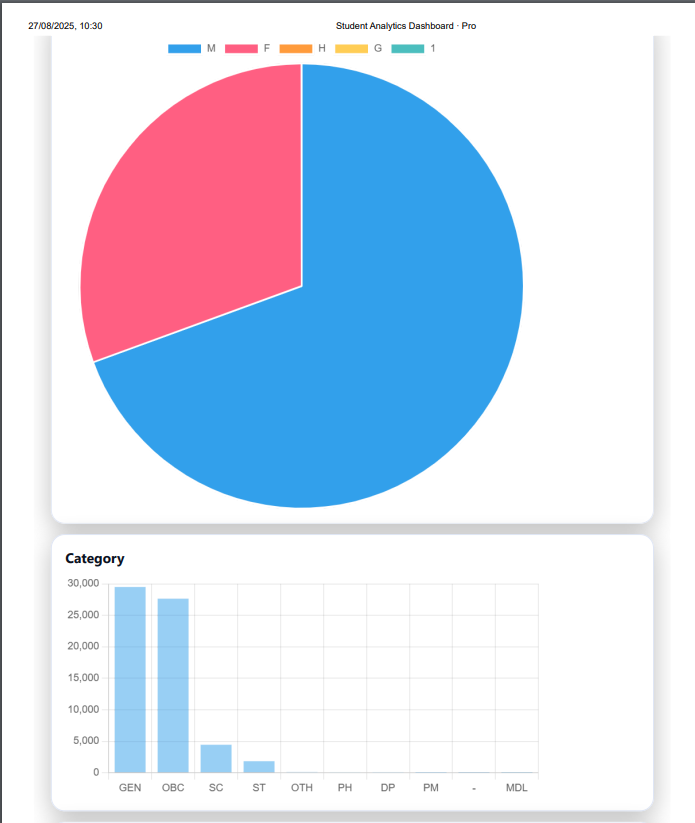 27/08/2025, 10:30 Student Analytics Dashboard · Pro
M F H G 1
Category
30,000
25,000
20,000
15,000
10,000
5,000
0
GEN OBC SC ST OTH PH DP PM - MDL